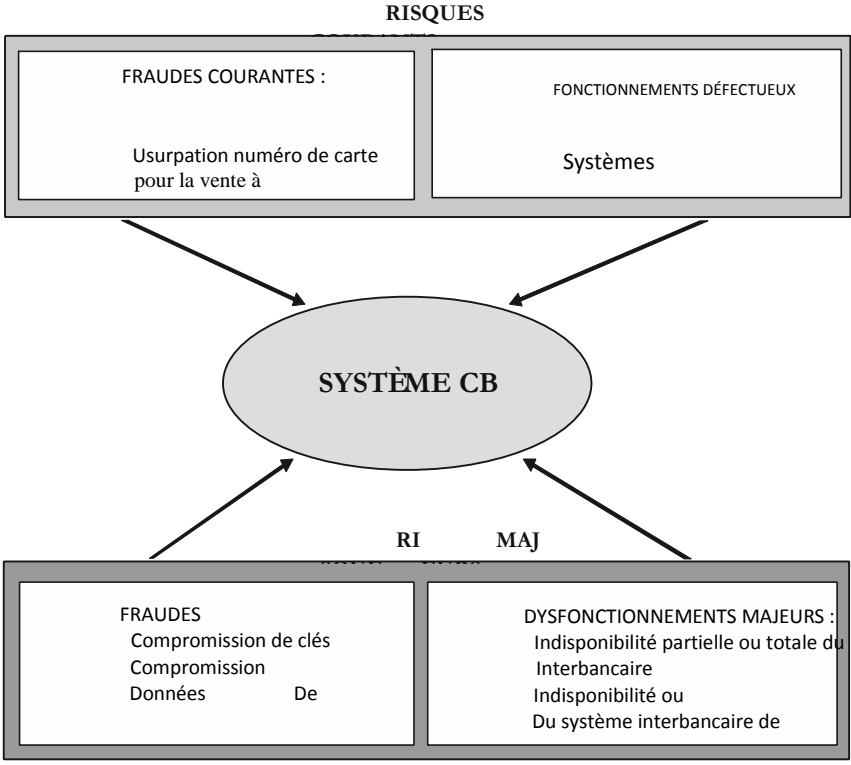 RISQUES
FRAUDES COURANTES :
Usurpation numéro de carte
pour la vente à
FONCTIONNEMENTS DÉFECTUEUX
Systèmes
SYSTÈME CB
RI MAJ
FRAUDES
Compromission de clés
Compromission
Données De
DYSFONCTIONNEMENTS MAJEURS :
Indisponibilité partielle ou totale du
Interbancaire
Indisponibilité ou
Du système interbancaire de